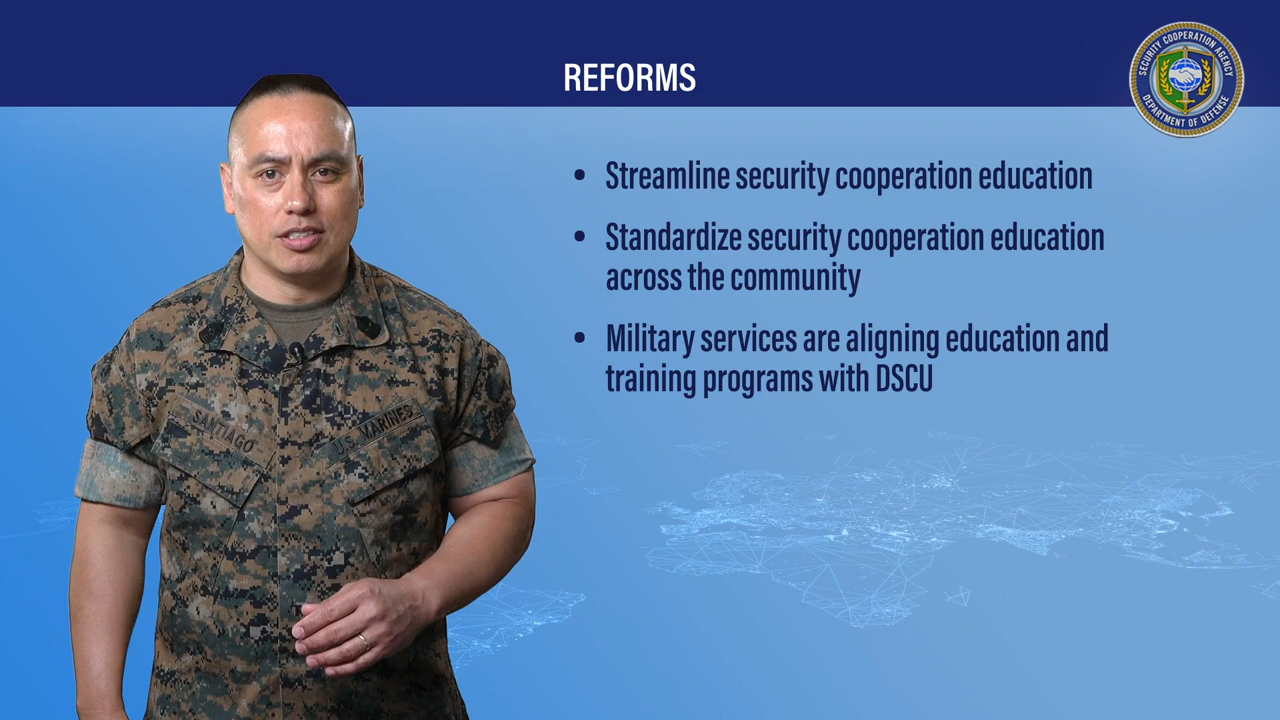 REFORMS
SECURITY COOPERATION AGENCY
DEPARTMENT OF DEFENSE
• Streamline security cooperation education
• Standardize security cooperation education
across the community
• Military services are aligning education and
training programs with DSCU
SANTIAGO
U.S. MARINES